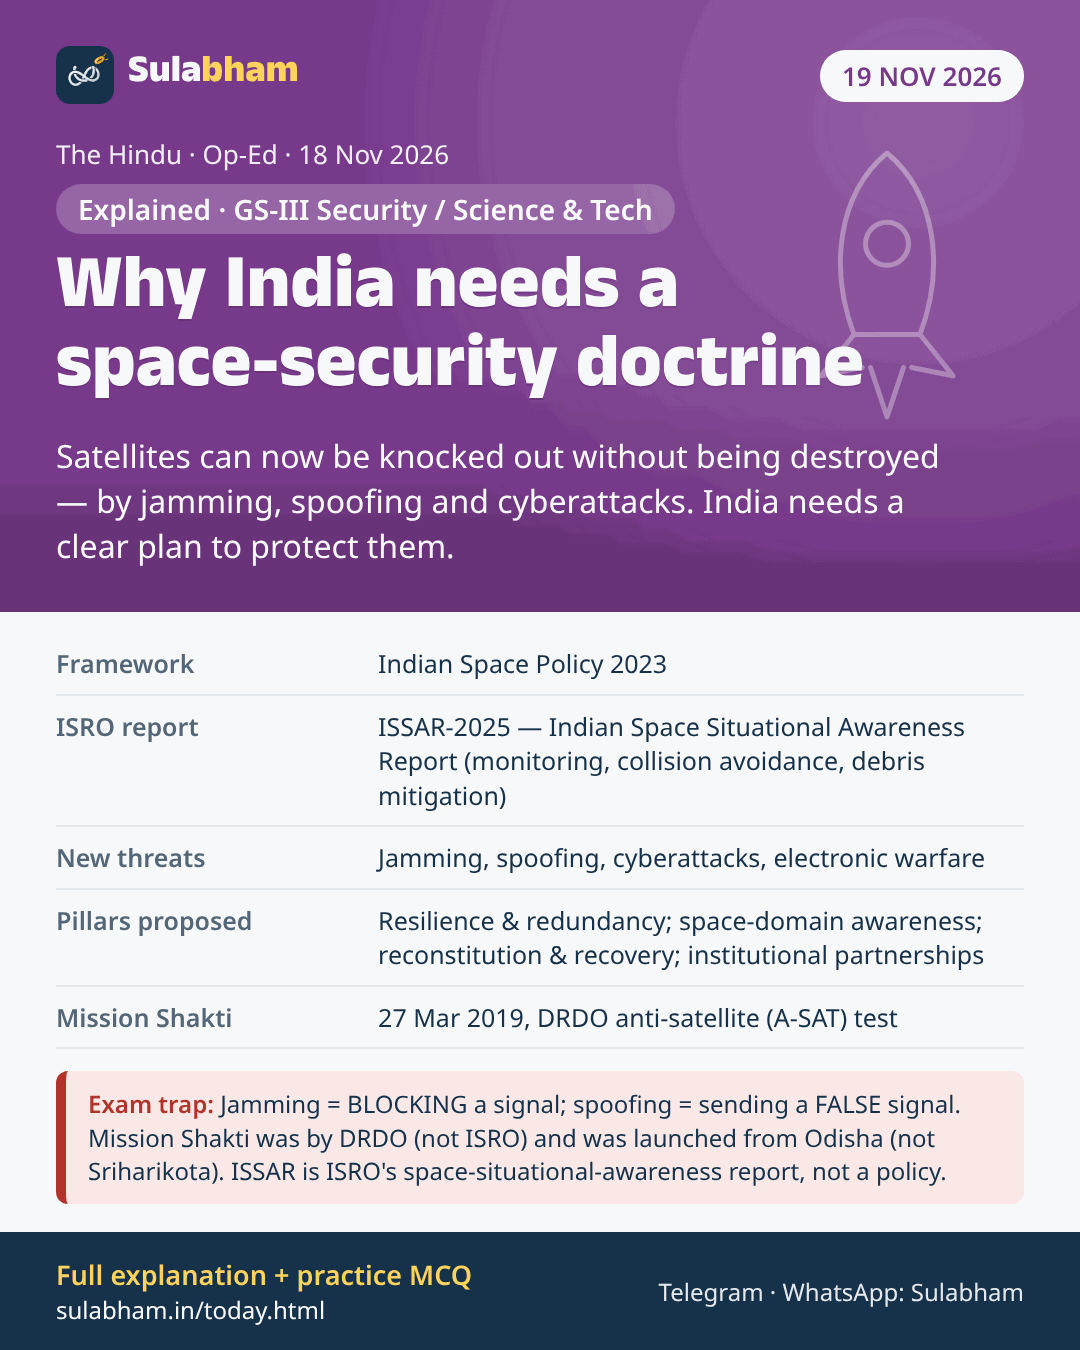 Sulabham
19 NOV 2026
The Hindu · Op-Ed · 18 Nov 2026
Explained · GS-III Security / Science & Tech
Why India needs a
space-security doctrine
Satellites can now be knocked out without being destroyed
— by jamming, spoofing and cyberattacks. India needs a
clear plan to protect them.
Framework
Indian Space Policy 2023
ISRO report
ISSAR-2025 — Indian Space Situational Awareness
Report (monitoring, collision avoidance, debris
mitigation)
New threats
Jamming, spoofing, cyberattacks, electronic warfare
Pillars proposed
Resilience & redundancy; space-domain awareness;
reconstitution & recovery; institutional partnerships
Mission Shakti
27 Mar 2019, DRDO anti-satellite (A-SAT) test
Exam trap: Jamming = BLOCKING a signal; spoofing = sending a FALSE signal.
Mission Shakti was by DRDO (not ISRO) and was launched from Odisha (not
Sriharikota). ISSAR is ISRO's space-situational-awareness report, not a policy.
Full explanation + practice MCQ
sulabham.in/today.html
Telegram · WhatsApp: Sulabham